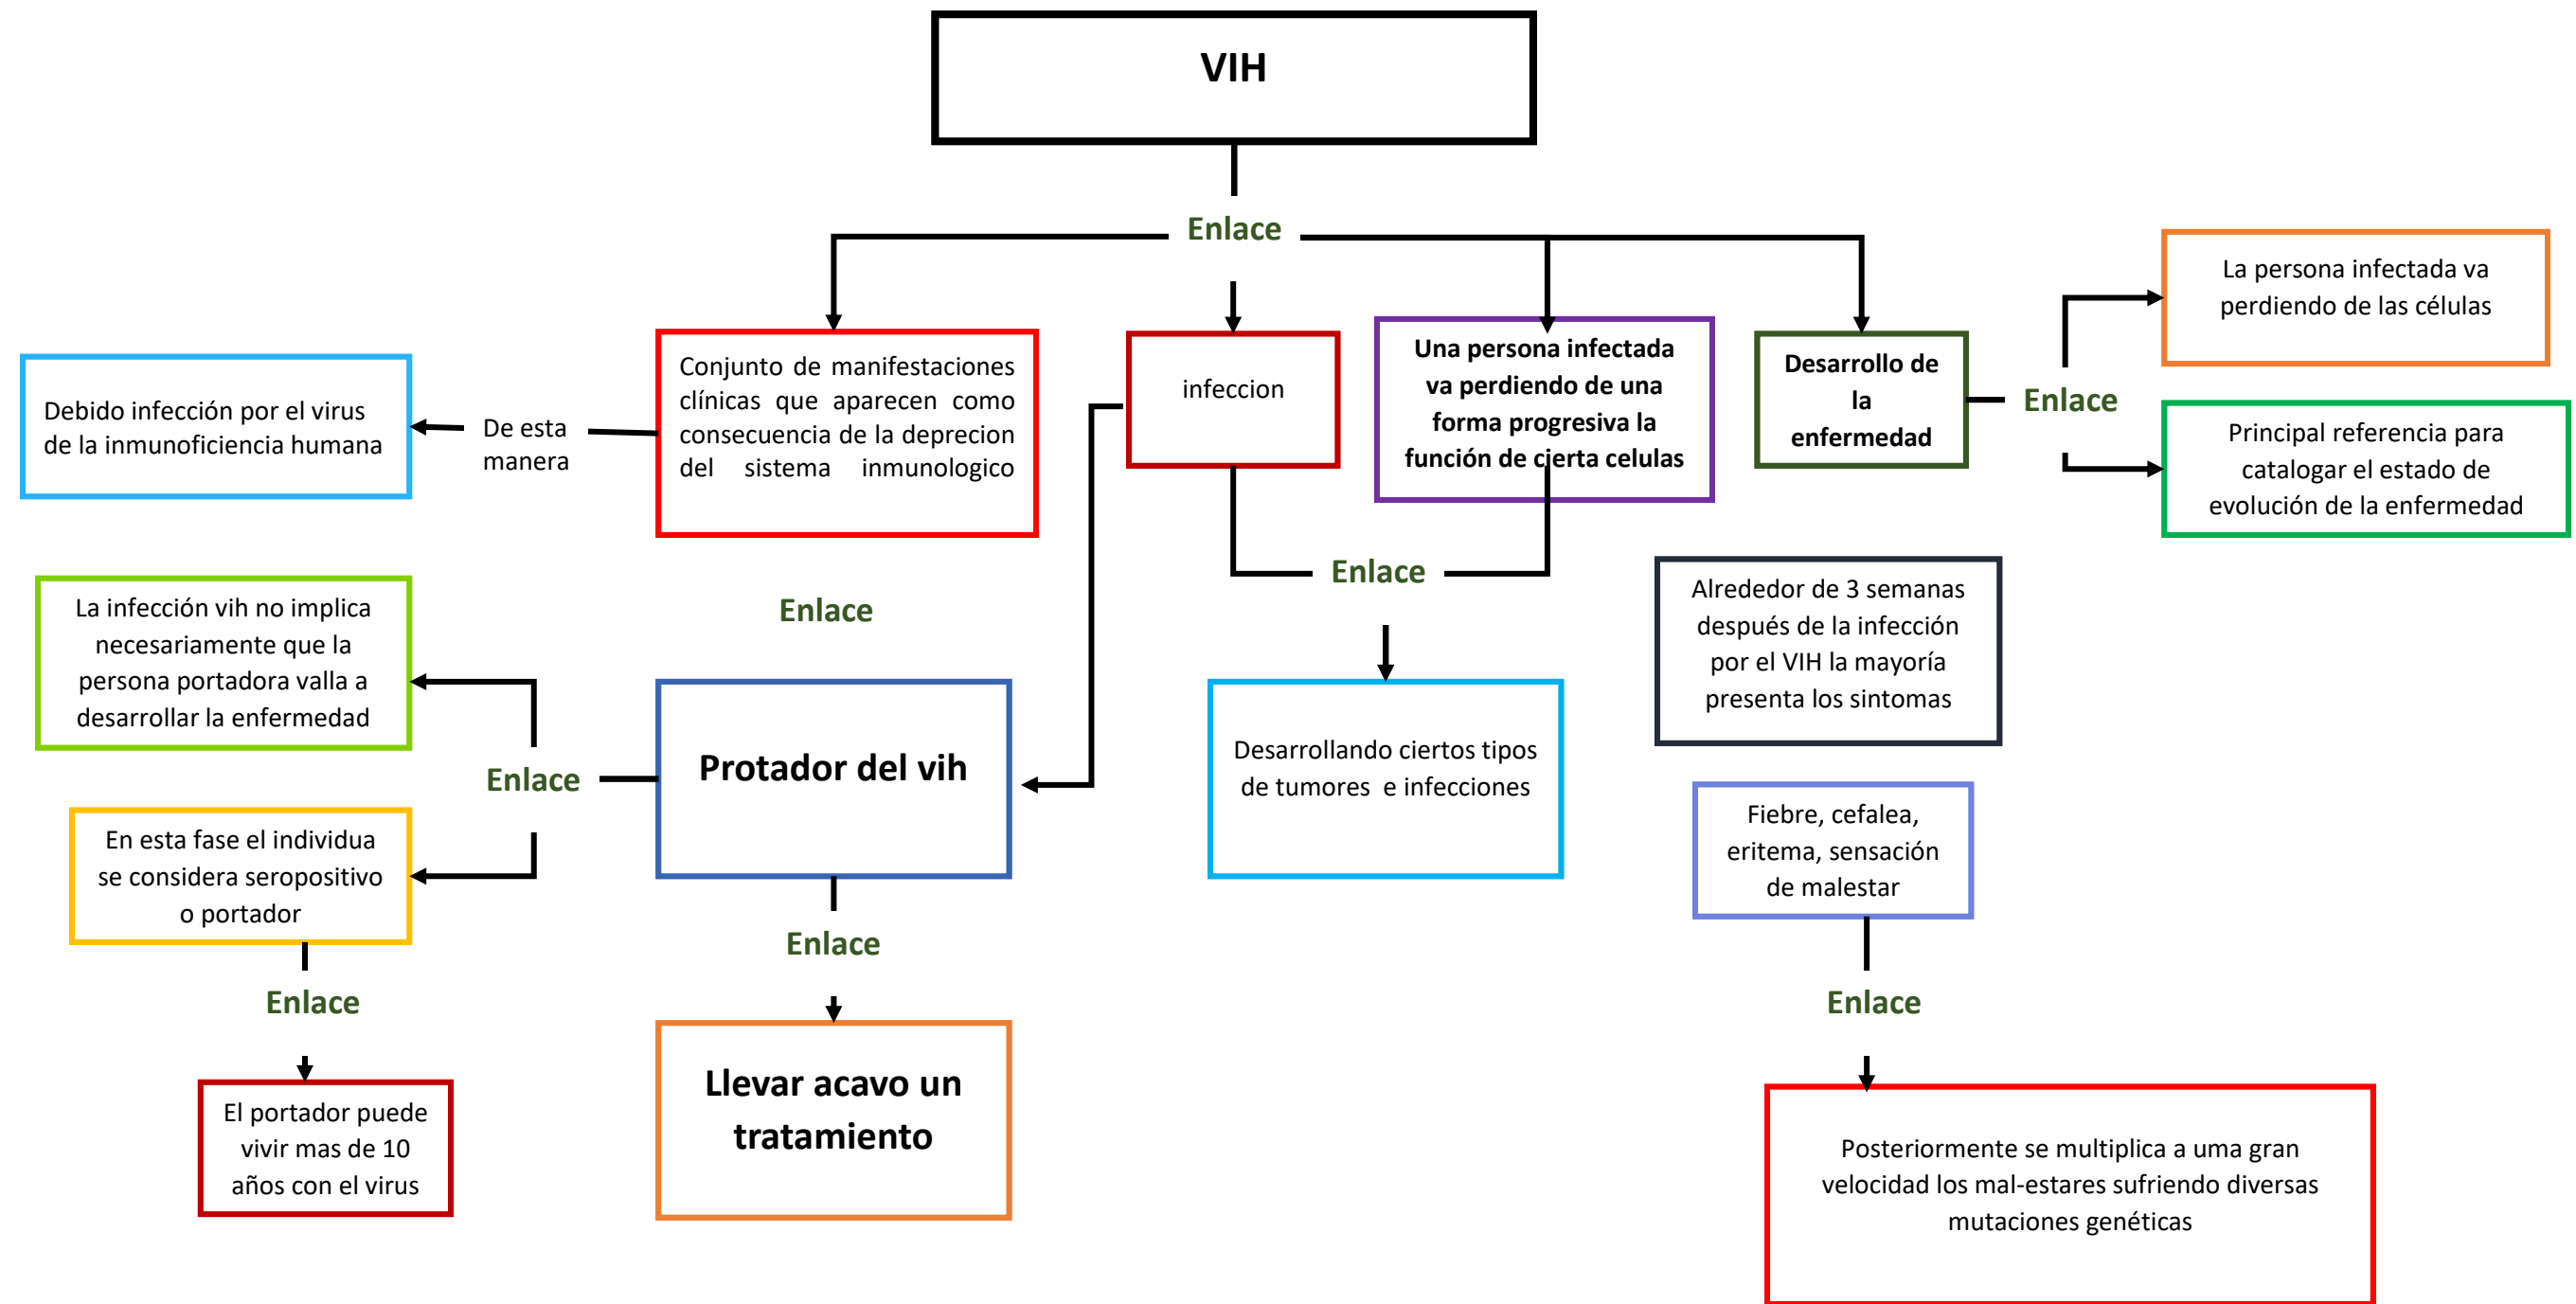 VIH
Enlace
La persona infectada va
perdiendo de las células
Conjunto de manifestaciones
clínicas que aparecen como
consecuencia de la deprecion
del sistema inmunologico
infeccion
Una persona infectada
va perdiendo de una
forma progresiva la
función de cierta celulas
Desarrollo de
la
enfermedad
Enlace
Debido infección por el virus
de la inmunoficiencia humana
De esta
manera
Principal referencia para
catalogar el estado de
evolución de la enfermedad
Enlace
Alrededor de 3 semanas
después de la infección
por el VIH la mayoría
presenta los sintomas
La infección vih no implica
necesariamente que la
persona portadora valla a
desarrollar la enfermedad
Enlace
Enlace
Protador del vih
Desarrollando ciertos tipos
de tumores e infecciones
Fiebre, cefalea,
eritema, sensación
de malestar
En esta fase el individua
se considera seropositivo
o portador
Enlace
Enlace
Enlace
El portador puede
vivir mas de 10
años con el virus
Llevar acavo un
tratamiento
Posteriormente se multiplica a uma gran
velocidad los mal-estares sufriendo diversas
mutaciones genéticas